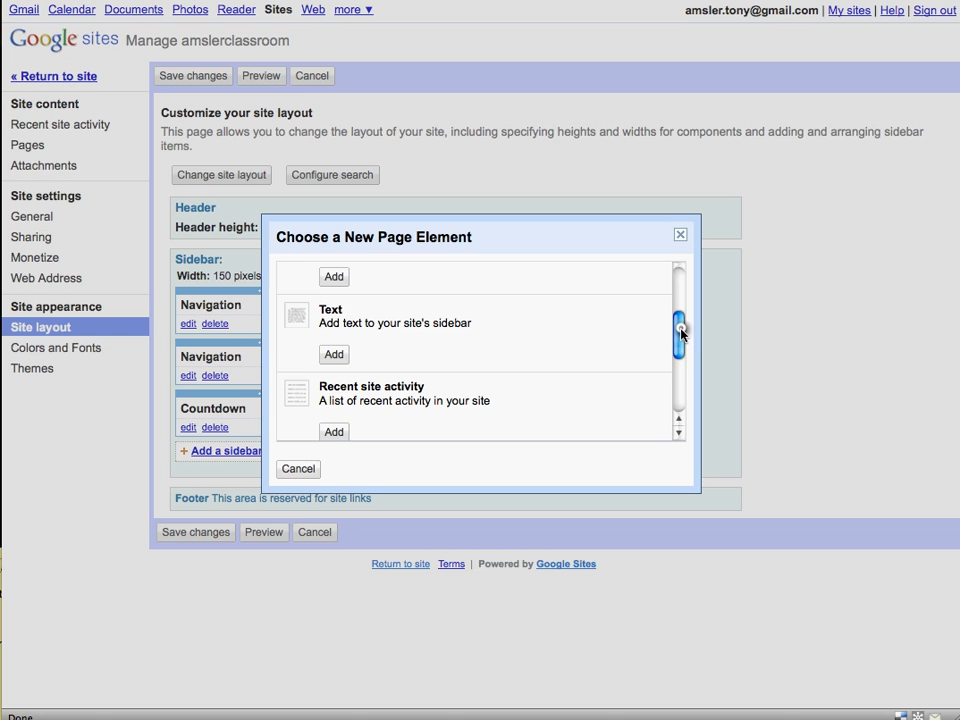 Gmail Calendar Documents Photos Reader Sites Web more ▼
amsler.tony@gmail.com | My sites | Help | Sign out
Google sites Manage amslerclassroom
« Return to site
Save changes Preview Cancel
Site content
Recent site activity
Pages
Attachments
Site settings
General
Sharing
Monetize
Web Address
Site appearance
Site layout
Colors and Fonts
Themes
Customize your site layout
This page allows you to change the layout of your site, including specifying heights and widths for components and adding and arranging sidebar
items.
Change site layout Configure search
Header
Header height:
Sidebar:
Width: 150 pixels
Navigation
edit delete
Navigation
edit delete
Countdown
edit delete
+ Add a sidebar
Choose a New Page Element
Add
Text
Add text to your site's sidebar
Add
Recent site activity
A list of recent activity in your site
Add
Cancel
Footer This area is reserved for site links
Save changes Preview Cancel
Return to site Terms | Powered by Google Sites
Done